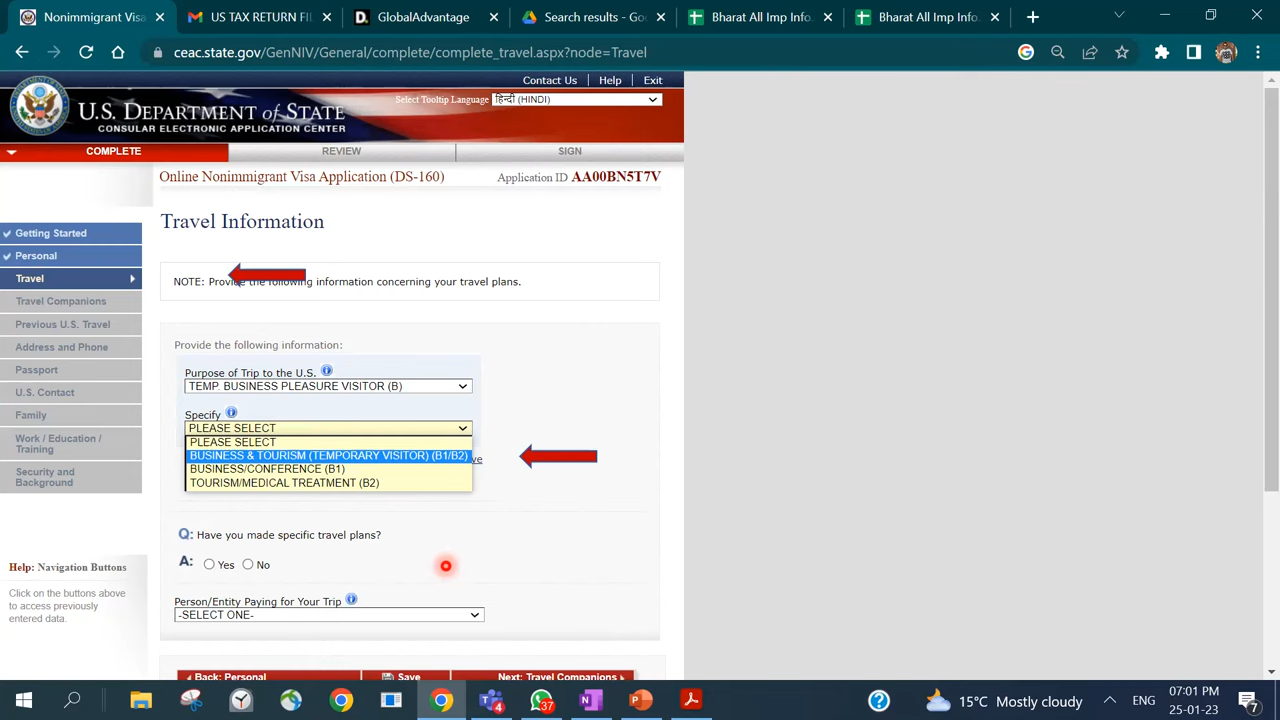 Nonimmigrant Visa
US TAX RETURN FIL
GlobalAdvantage
Search results - Goo
Bharat All Imp Info.
Bharat All Imp Info.
ceac.state.gov/GenNIV/General/complete/complete_travel.aspx?node=Travel
Contact Us | Help | Exit
Select Tooltip Language हिन्दी (HINDI)
U.S. DEPARTMENT of STATE
CONSULAR ELECTRONIC APPLICATION CENTER
COMPLETE
REVIEW
SIGN
Online Nonimmigrant Visa Application (DS-160)
Application ID AA00BN5T7V
Travel Information
Getting Started
Personal
Travel
Travel Companions
Previous U.S. Travel
Address and Phone
Passport
U.S. Contact
Family
Work / Education /
Training
Security and
Background
NOTE: Provide the following information concerning your travel plans.
Provide the following information:
Purpose of Trip to the U.S.
TEMP. BUSINESS PLEASURE VISITOR (B)
Specify
PLEASE SELECT
PLEASE SELECT
BUSINESS & TOURISM (TEMPORARY VISITOR) (B1/B2)
BUSINESS/CONFERENCE (B1)
TOURISM/MEDICAL TREATMENT (B2)
Q: Have you made specific travel plans?
A: Yes No
Person/Entity Paying for Your Trip
-SELECT ONE-
Help: Navigation Buttons
Click on the buttons above
to access previously
entered data.
Back: Personal
Save
Next: Travel Companions
4
37
15°C Mostly cloudy
ENG
07:01 PM
25-01-23
7